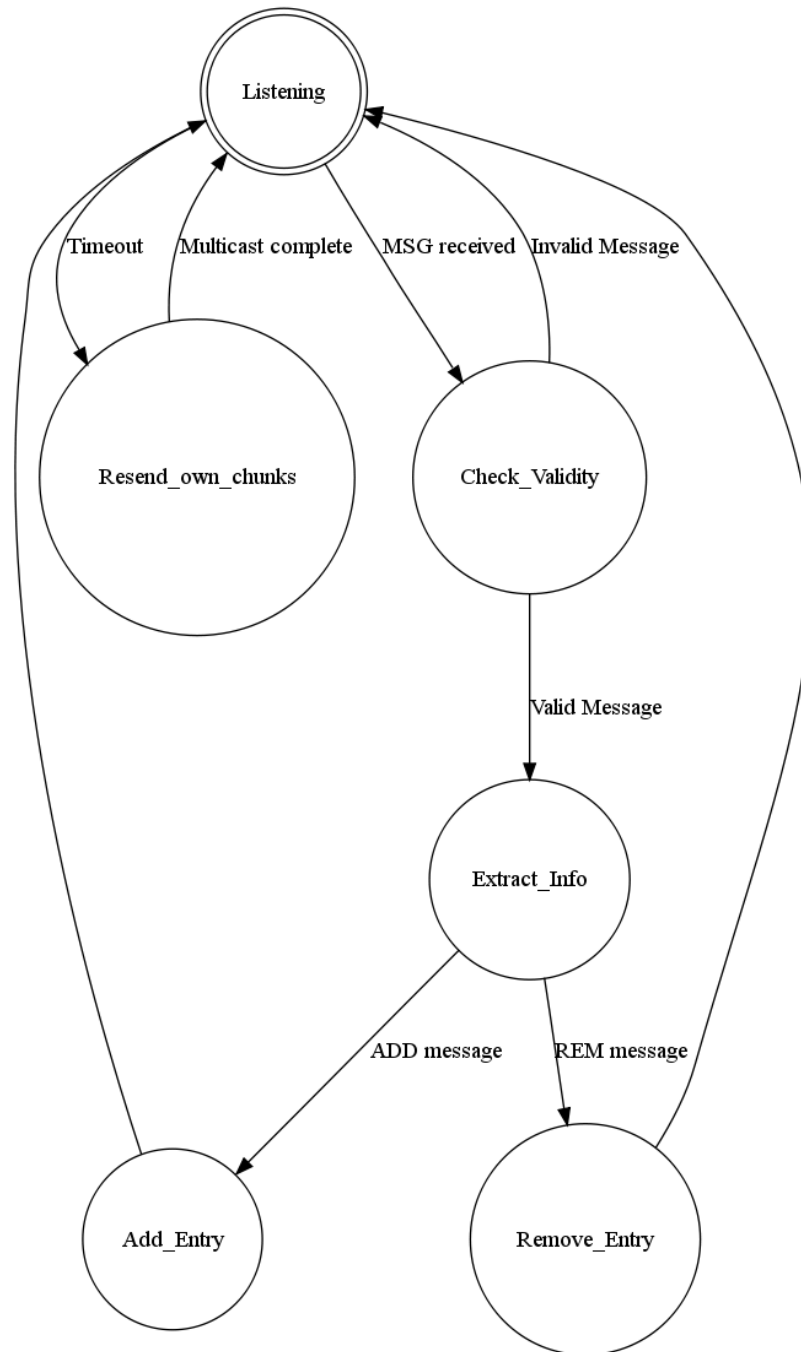 Listening
Timeout
Multicast complete
MSG received
Invalid Message
Resend_own_chunks
Check_Validity
Valid Message
Extract_Info
ADD message
REM message
Add_Entry
Remove_Entry